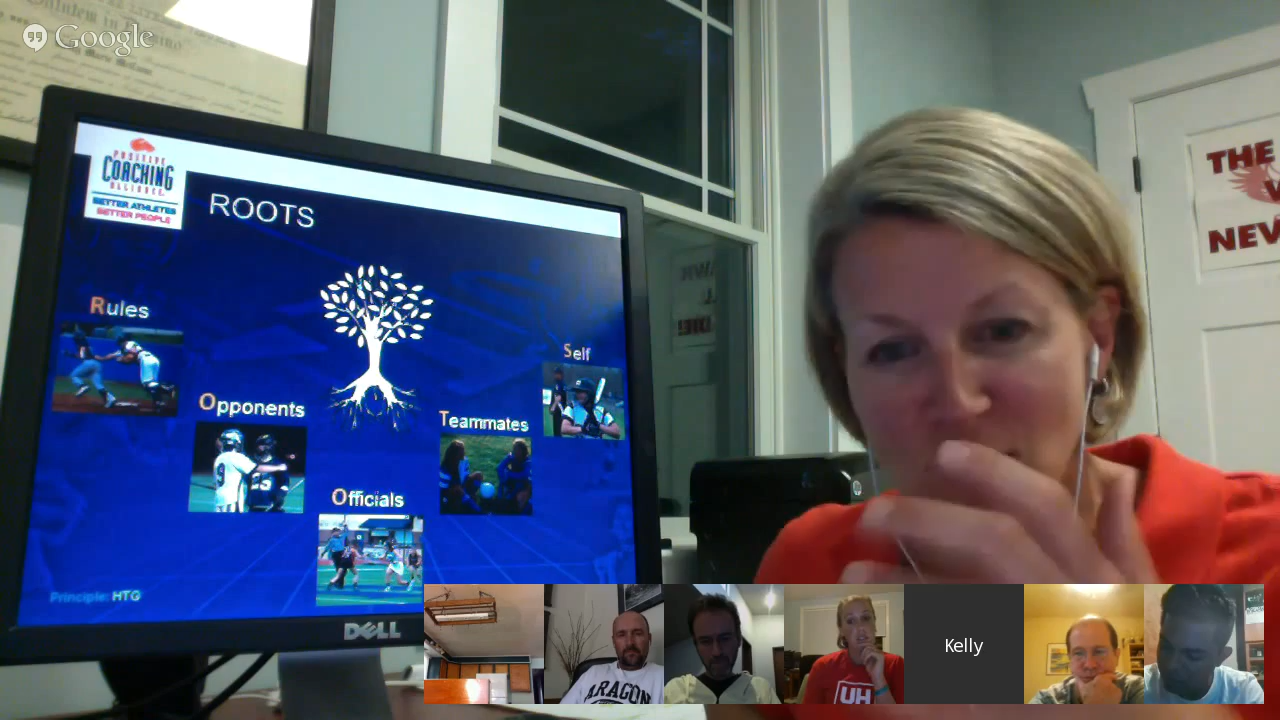 Google
POSITIVE
COACHING
ALLIANCE
BETTER ATHLETES
BETTER PEOPLE
ROOTS
Rules
Opponents
Officials
Teammates
Self
Principle: HTG
DELL
THE
NEV
ARAGON
UH
Kelly